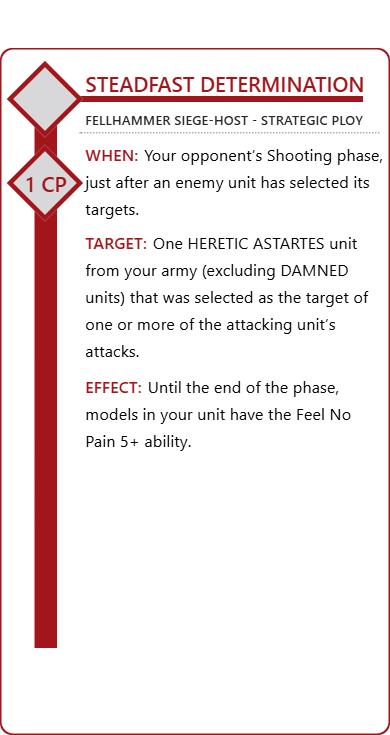 STEADFAST DETERMINATION
FELLHAMMER SIEGE-HOST - STRATEGIC PLOY
1 CP
WHEN: Your opponent’s Shooting phase,
just after an enemy unit has selected its
targets.
TARGET: One HERETIC ASTARTES unit
from your army (excluding DAMNED
units) that was selected as the target of
one or more of the attacking unit’s
attacks.
EFFECT: Until the end of the phase,
models in your unit have the Feel No
Pain 5+ ability.